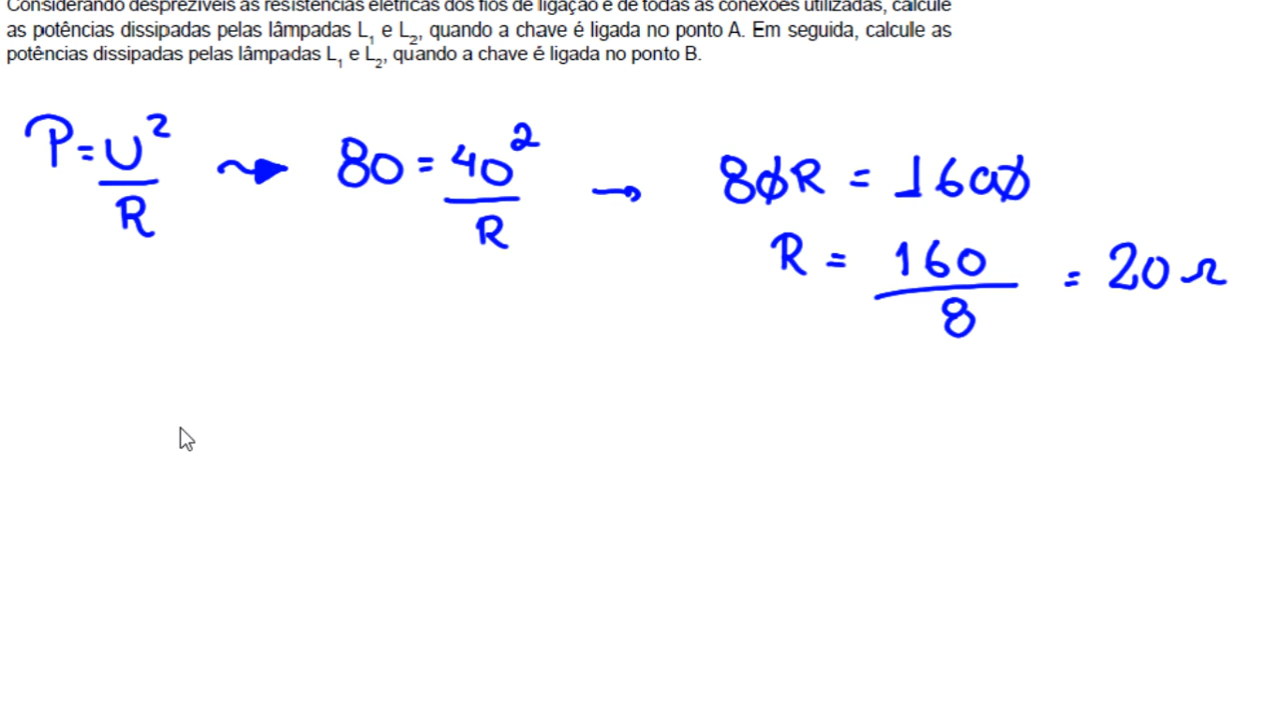 Considerando desprezíveis as resistências elétricas dos fios de ligação e de todas as conexões utilizadas, calcule
as potências dissipadas pelas lâmpadas L₁ e L₂, quando a chave é ligada no ponto A. Em seguida, calcule as
potências dissipadas pelas lâmpadas L₁ e L₂, quando a chave é ligada no ponto B.
P = U² / R → 80 = 40² / R → 80R = 1600
R = 160 / 8 = 20 Ω